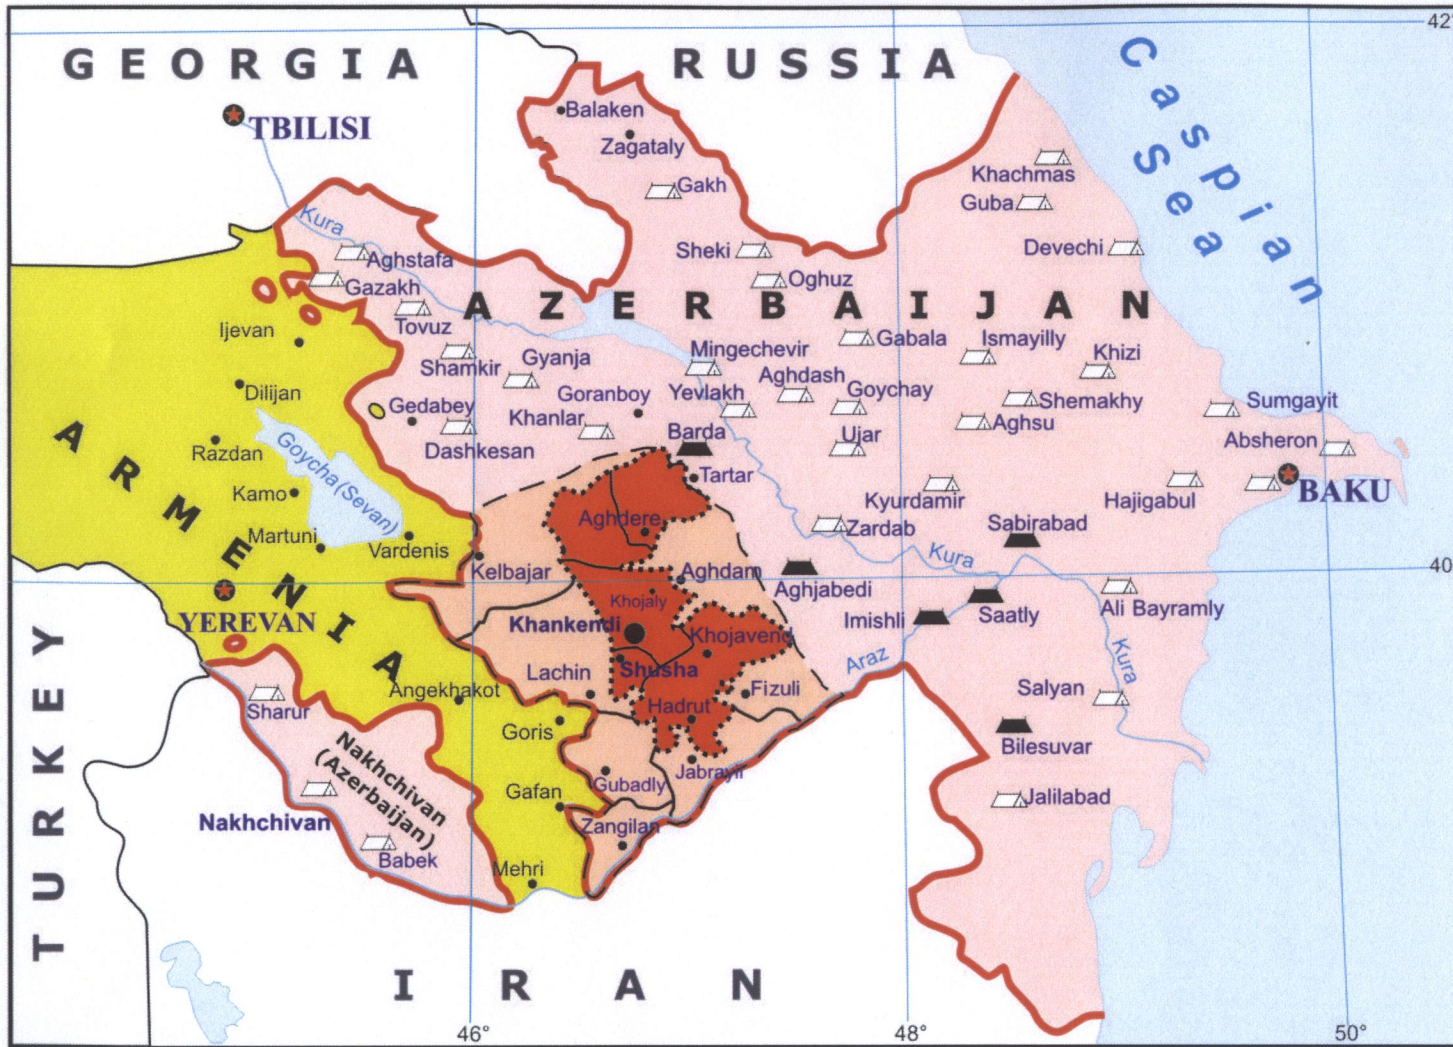 42°
GEORGIA
RUSSIA
Caspian
Sea
TBILISI
Balaken
Zagataly
Gakh
Khachmas
Guba
Devechi
Kura
Aghstafa
Gazakh
Tovuz
Sheki
Oghuz
AZERBAIJAN
Ijevan
Shamkir
Gyanja
Mingechevir
Gabala
Ismayilly
Khizi
Dilijan
Gedabey
Khanlar
Goranboy
Yevlakh
Aghdash
Goychay
Shemakhy
Sumgayit
Dashkesan
Barda
Ujar
Aghsu
Absheron
ARMENIA
Razdan
Goycha (Sevan)
Kamo
Martuni
Vardenis
Tartar
Kyurdamir
Hajigabul
BAKU
Aghdere
Zardab
Sabirabad
Kura
40°
Kelbajar
Aghdam
Aghjabedi
Saatly
Ali Bayramly
YEREVAN
Khojaly
Khankendi
Khojavend
Imishli
Araz
Kura
Lachin
Shusha
Fizuli
Salyan
Angekhakot
Sharur
Goris
Hadrut
Bilesuvar
Nakhchivan
(Azerbaijan)
Gubadly
Jabrayil
Jalilabad
Gafan
Nakhchivan
Zangilan
Babek
Mehri
TURKEY
IRAN
46°
48°
50°